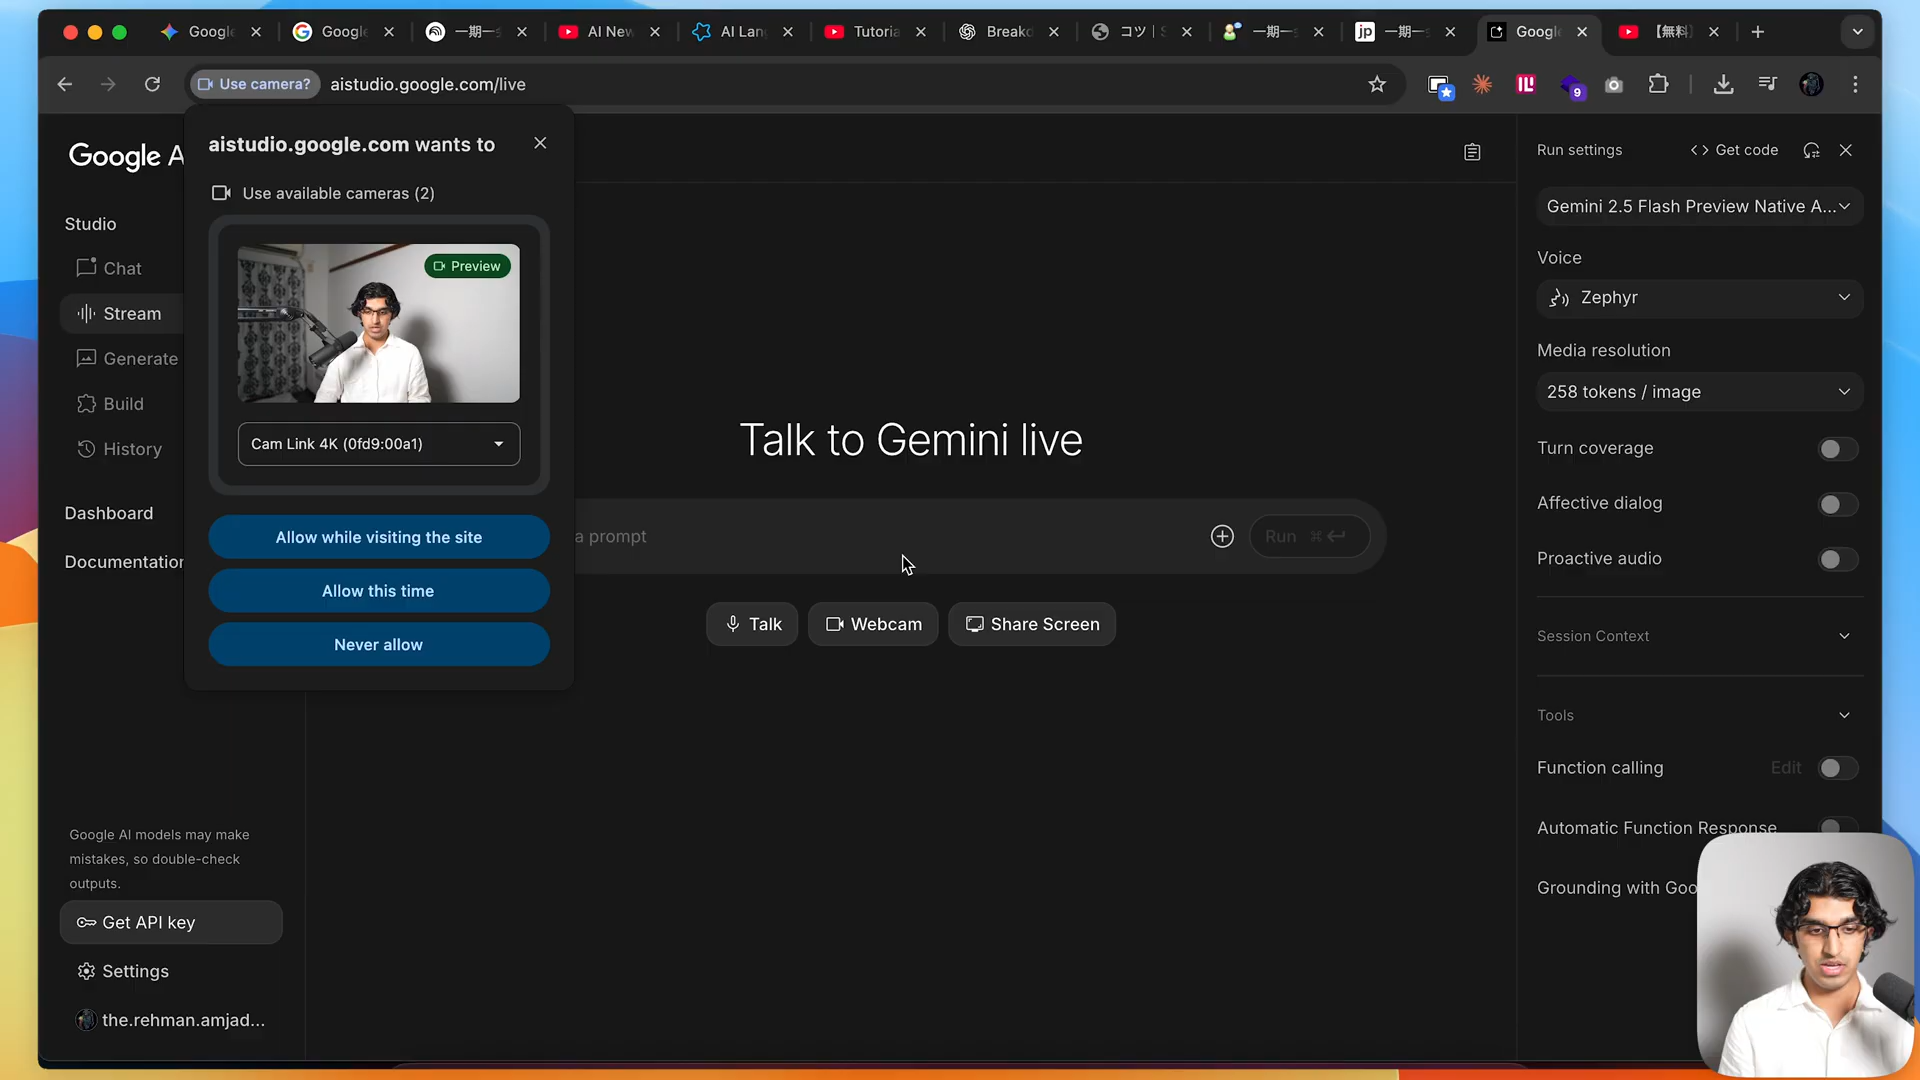 Google
Google
一期一
AI New
AI Lan
Tutoria
Breakd
コツ | S
一期一
jp
一期一
Google
【無料
Use camera?
aistudio.google.com/live
9
Google A
Studio
Chat
Stream
Generate
Build
History
Dashboard
Documentation
Google AI models may make
mistakes, so double-check
outputs.
Get API key
Settings
the.rehman.amjad...
aistudio.google.com wants to
Use available cameras (2)
Preview
Cam Link 4K (0fd9:00a1)
Allow while visiting the site
Allow this time
Never allow
Talk to Gemini live
a prompt
Run ⌘↵
Talk
Webcam
Share Screen
Run settings
<> Get code
Gemini 2.5 Flash Preview Native A...
Voice
Zephyr
Media resolution
258 tokens / image
Turn coverage
Affective dialog
Proactive audio
Session Context
Tools
Function calling
Edit
Automatic Function Response
Grounding with Goo